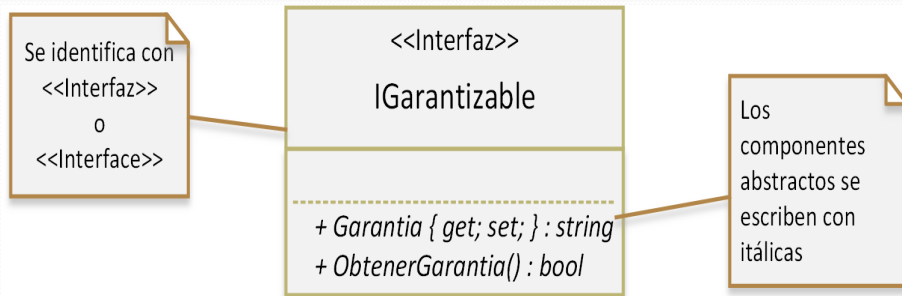 Se identifica con
<<Interfaz>>
o
<<Interface>>
<<Interfaz>>
IGarantizable
+ Garantia { get; set; } : string
+ ObtenerGarantia() : bool
Los
componentes
abstractos se
escriben con
itálicas